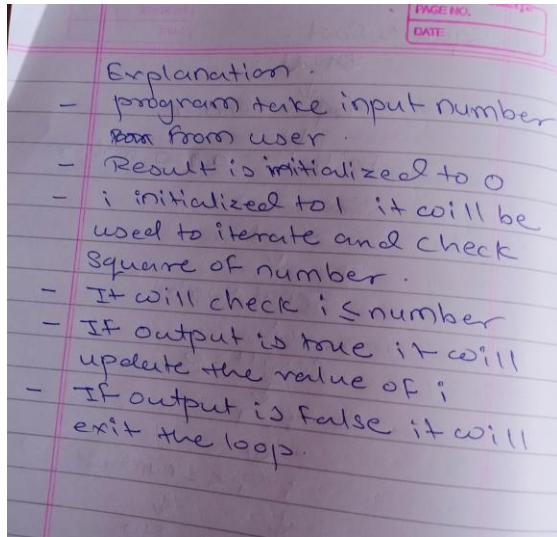 PAGE NO.
DATE
Explanation.
- program take input number
from user.
- Result is initialized to 0
- i initialized to 1 it will be
used to iterate and check
square of number.
- It will check i ≤ number
- If output is true it will
update the value of i
- If output is false it will
exit the loop.